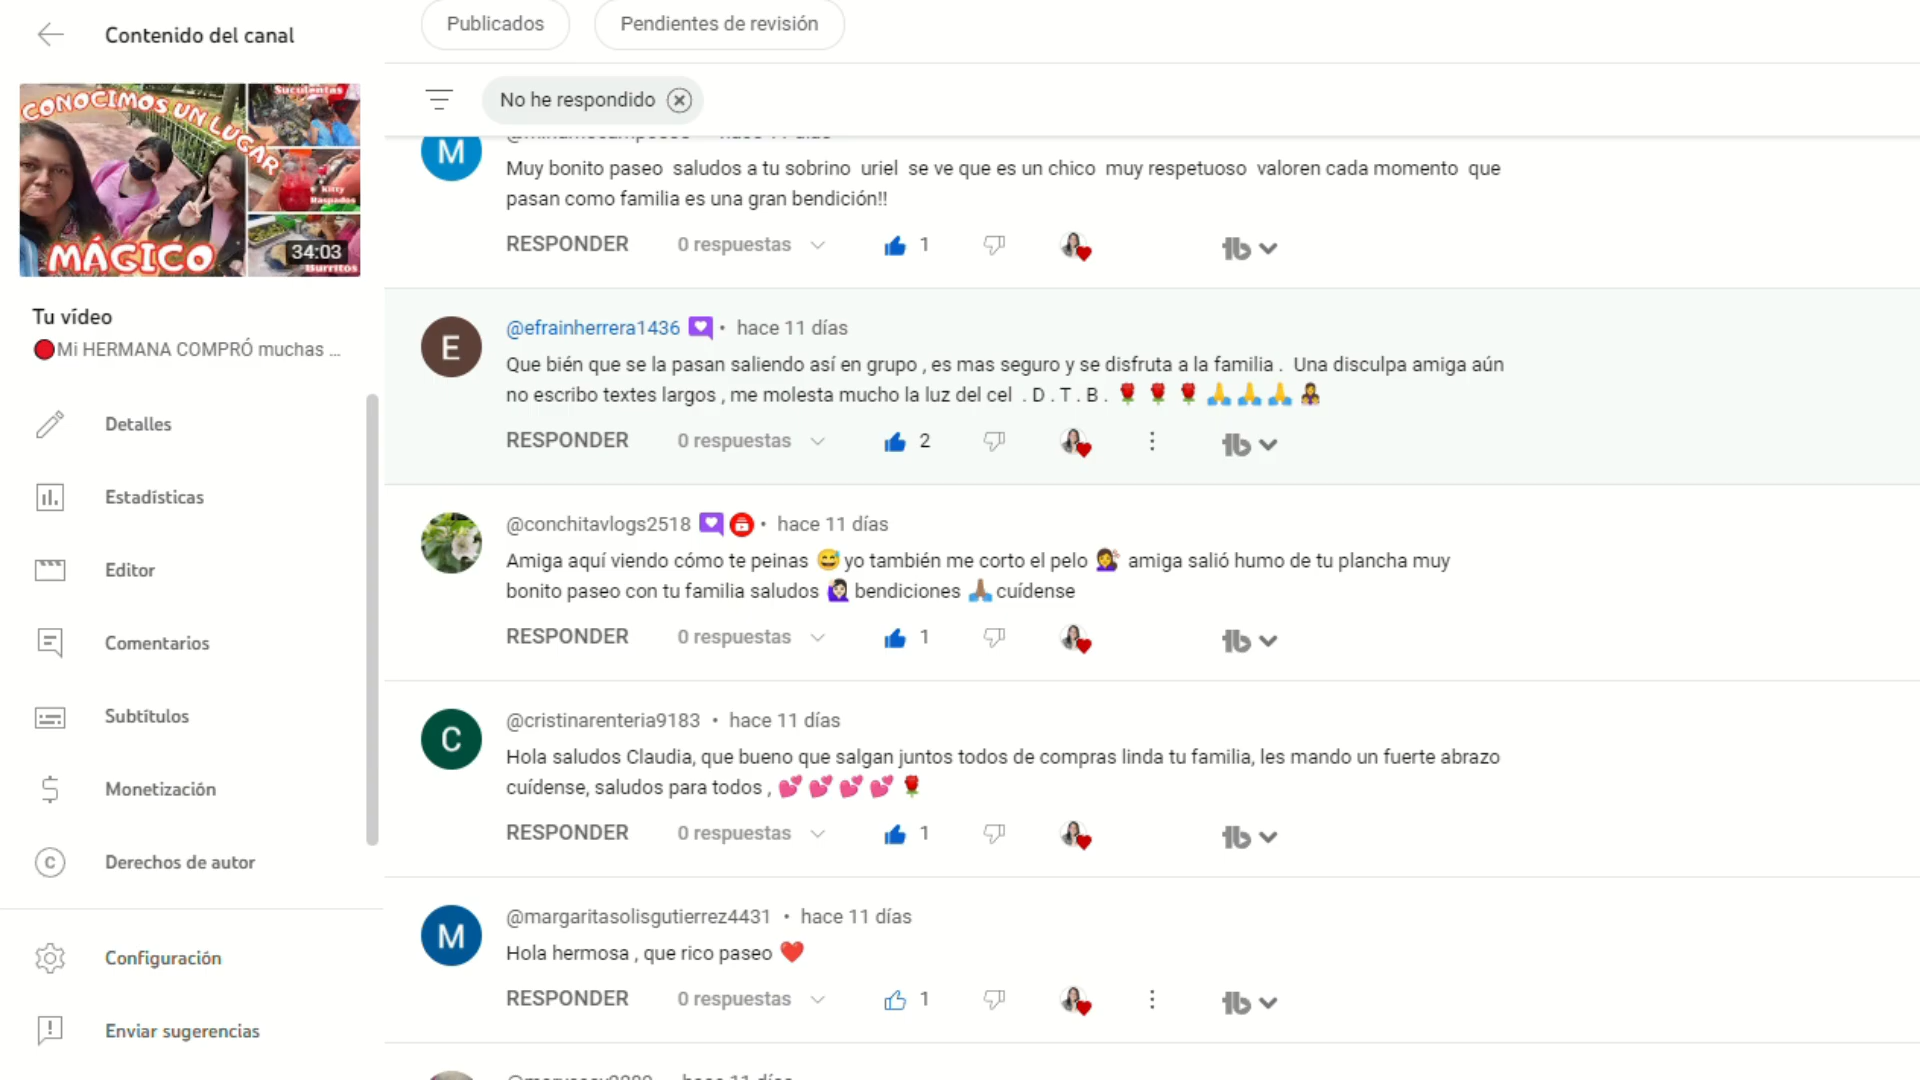 Contenido del canal
Publicados
Pendientes de revisión
No he respondido
CONOCIMOS UN LUGAR
MÁGICO
Suculentas
Kitty
Raspados
Burritos
34:03
Tu vídeo
Mi HERMANA COMPRÓ muchas ...
Detalles
Estadísticas
Editor
Comentarios
Subtítulos
Monetización
Derechos de autor
Configuración
Enviar sugerencias
M
Muy bonito paseo saludos a tu sobrino uriel se ve que es un chico muy respetuoso valoren cada momento que
pasan como familia es una gran bendición!!
RESPONDER 0 respuestas 1
E
@efrainherrera1436 • hace 11 días
Que bién que se la pasan saliendo así en grupo , es mas seguro y se disfruta a la familia . Una disculpa amiga aún
no escribo textes largos , me molesta mucho la luz del cel . D . T . B . 🌹 🌹 🌹 🙏 🙏 🙏 👩‍🍼
RESPONDER 0 respuestas 2
@conchitavlogs2518 • hace 11 días
Amiga aquí viendo cómo te peinas 😅 yo también me corto el pelo 💇‍♀️ amiga salió humo de tu plancha muy
bonito paseo con tu familia saludos 🙋🏻‍♀️ bendiciones 🙏🏽 cuídense
RESPONDER 0 respuestas 1
C
@cristinarenteria9183 • hace 11 días
Hola saludos Claudia, que bueno que salgan juntos todos de compras linda tu familia, les mando un fuerte abrazo
cuídense, saludos para todos , 💕 💕 💕 💕 🌹
RESPONDER 0 respuestas 1
M
@margaritasolisgutierrez4431 • hace 11 días
Hola hermosa , que rico paseo ❤️
RESPONDER 0 respuestas 1
hace 11 días